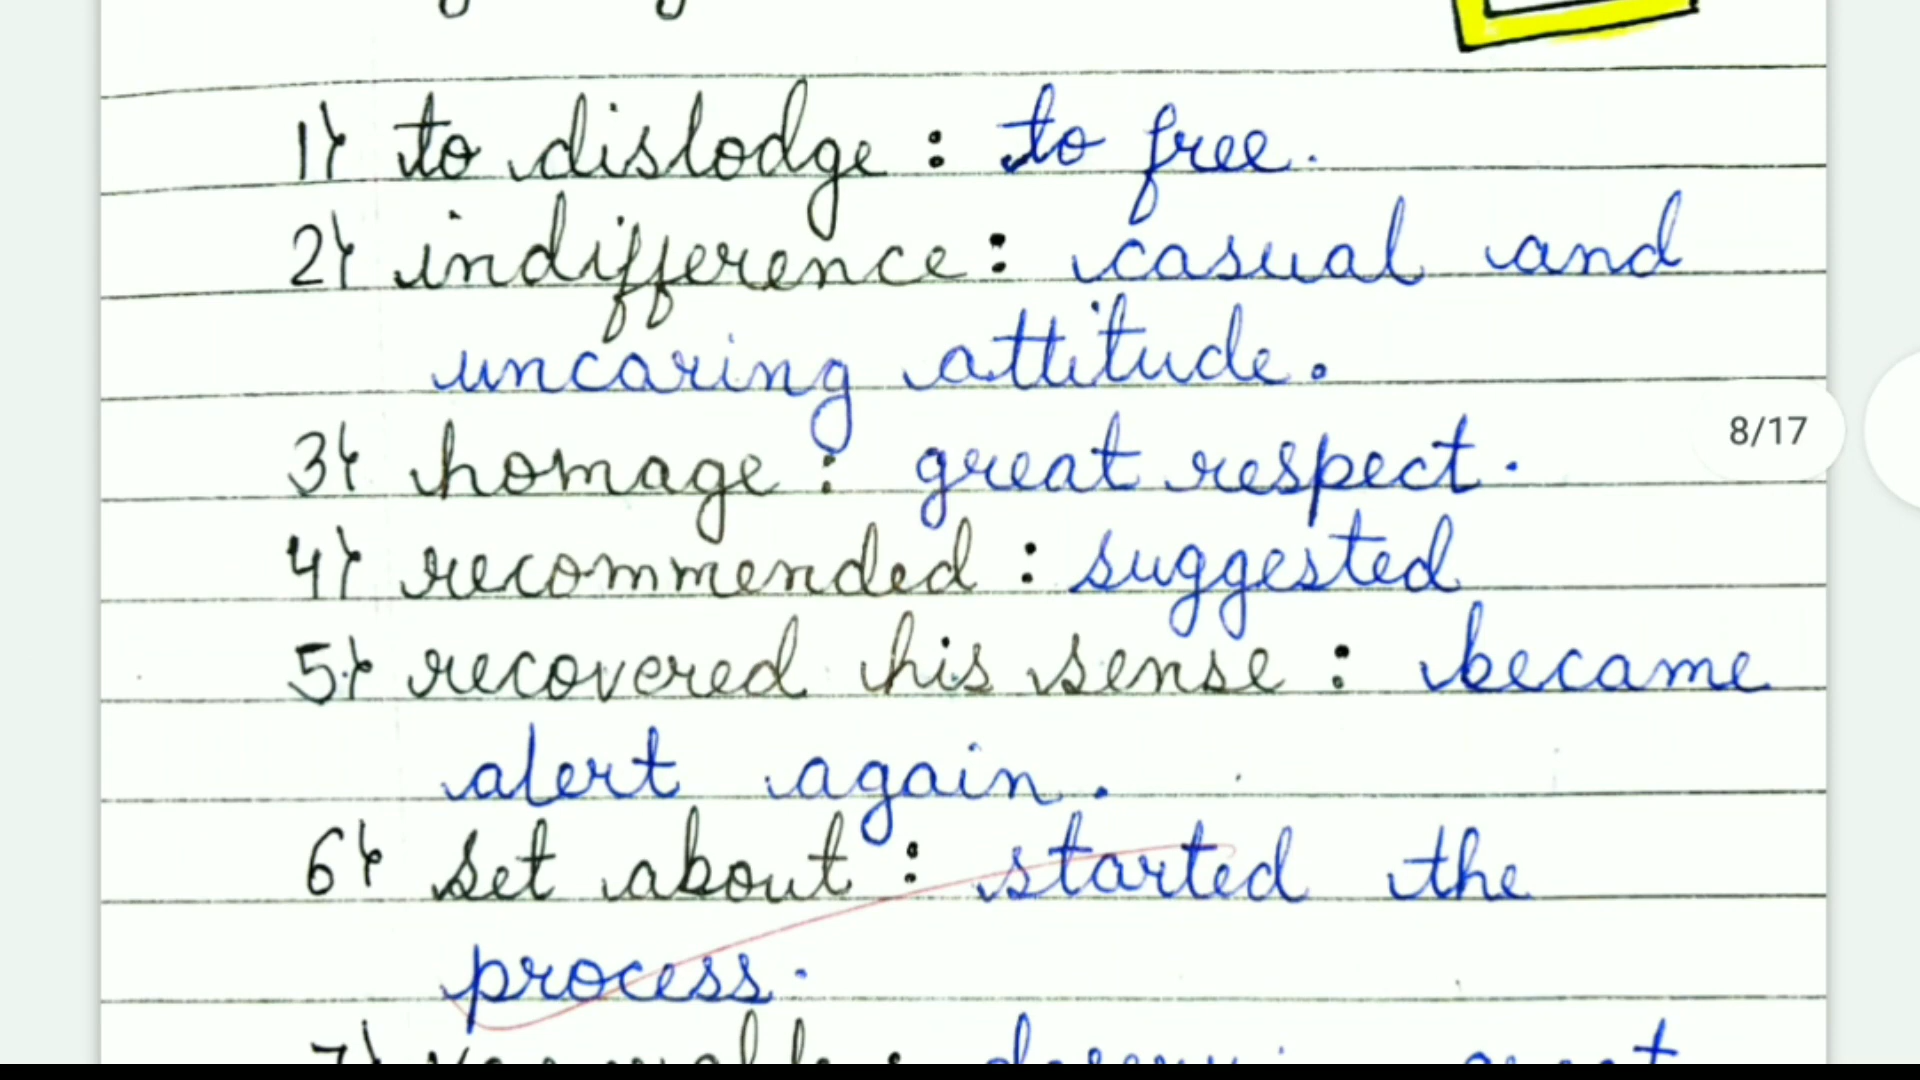 1) to dislodge : to free.
2) indifference : casual and
uncaring attitude.
3) homage : great respect.
8/17
4) recommended : suggested
5) recovered his sense : became
alert again.
6) set about : started the
process.